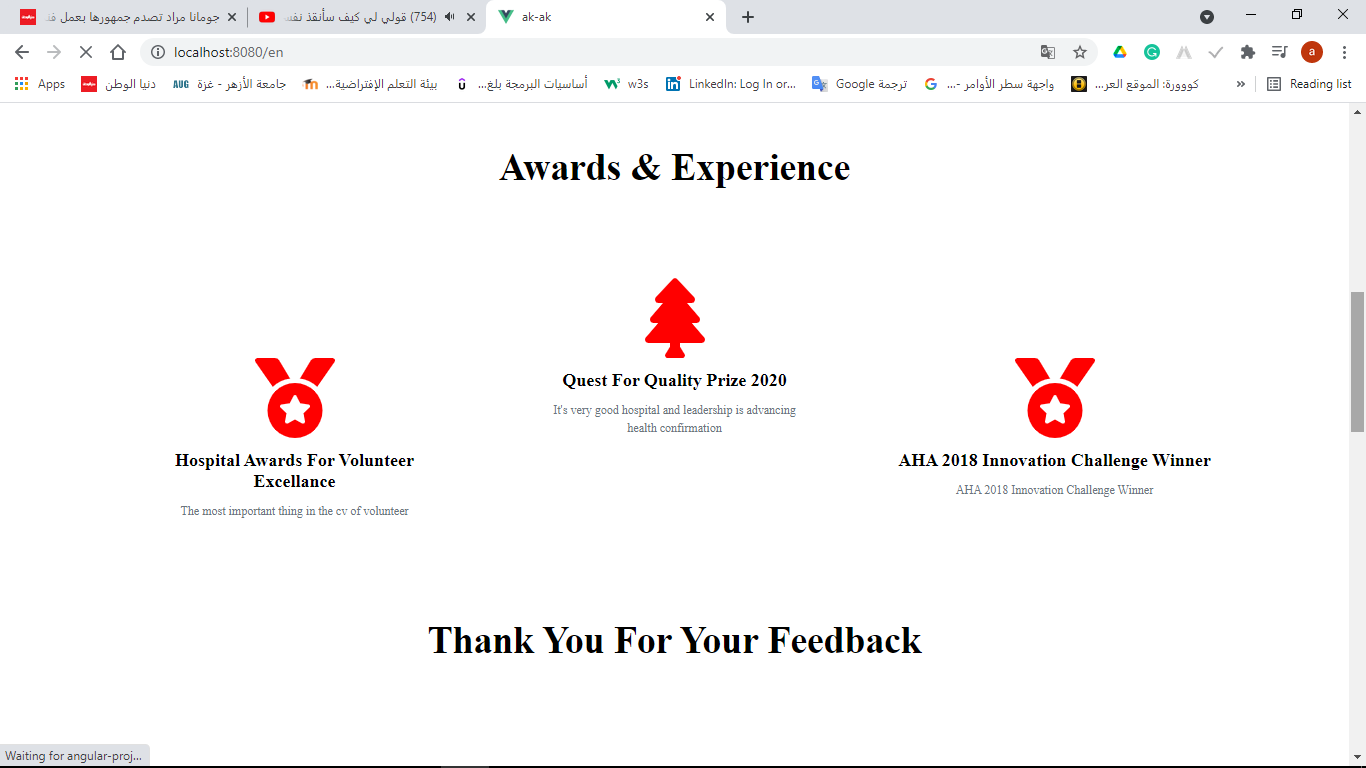 جومانا مراد تصدم جمهورها بعمل ف
(754) قولي لي كيف سأنقذ نفس
ak-ak
localhost:8080/en
a
Apps
دنيا الوطن
AUG
جامعة الأزهر - غزة
بيئة التعلم الإفتراضية...
أساسيات البرمجة بلغ...
w3s
LinkedIn: Log In or...
ترجمة Google
واجهة سطر الأوامر -...
كووورة: الموقع العر...
»
Reading list
Awards & Experience
Quest For Quality Prize 2020
It's very good hospital and leadership is advancing
health confirmation
Hospital Awards For Volunteer
Excellance
The most important thing in the cv of volunteer
AHA 2018 Innovation Challenge Winner
AHA 2018 Innovation Challenge Winner
Thank You For Your Feedback
Waiting for angular-proj...